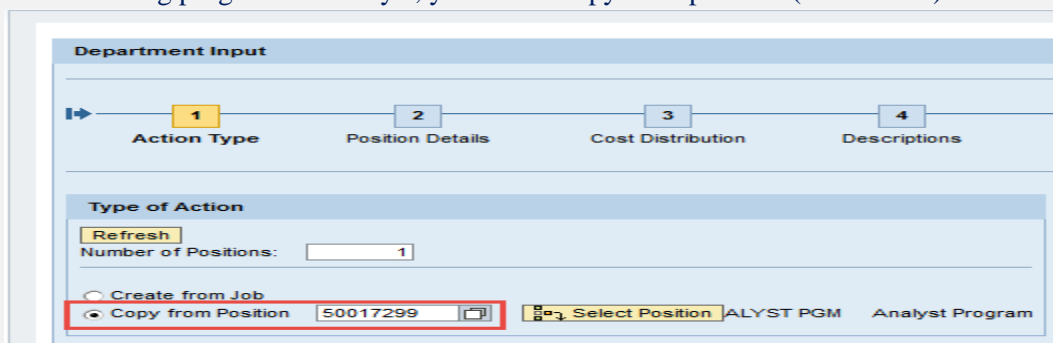 Department Input
1 2 3 4
Action Type Position Details Cost Distribution Descriptions
Type of Action
Refresh
Number of Positions: 1
Create from Job
Copy from Position 50017299 Select Position ALYST PGM Analyst Program